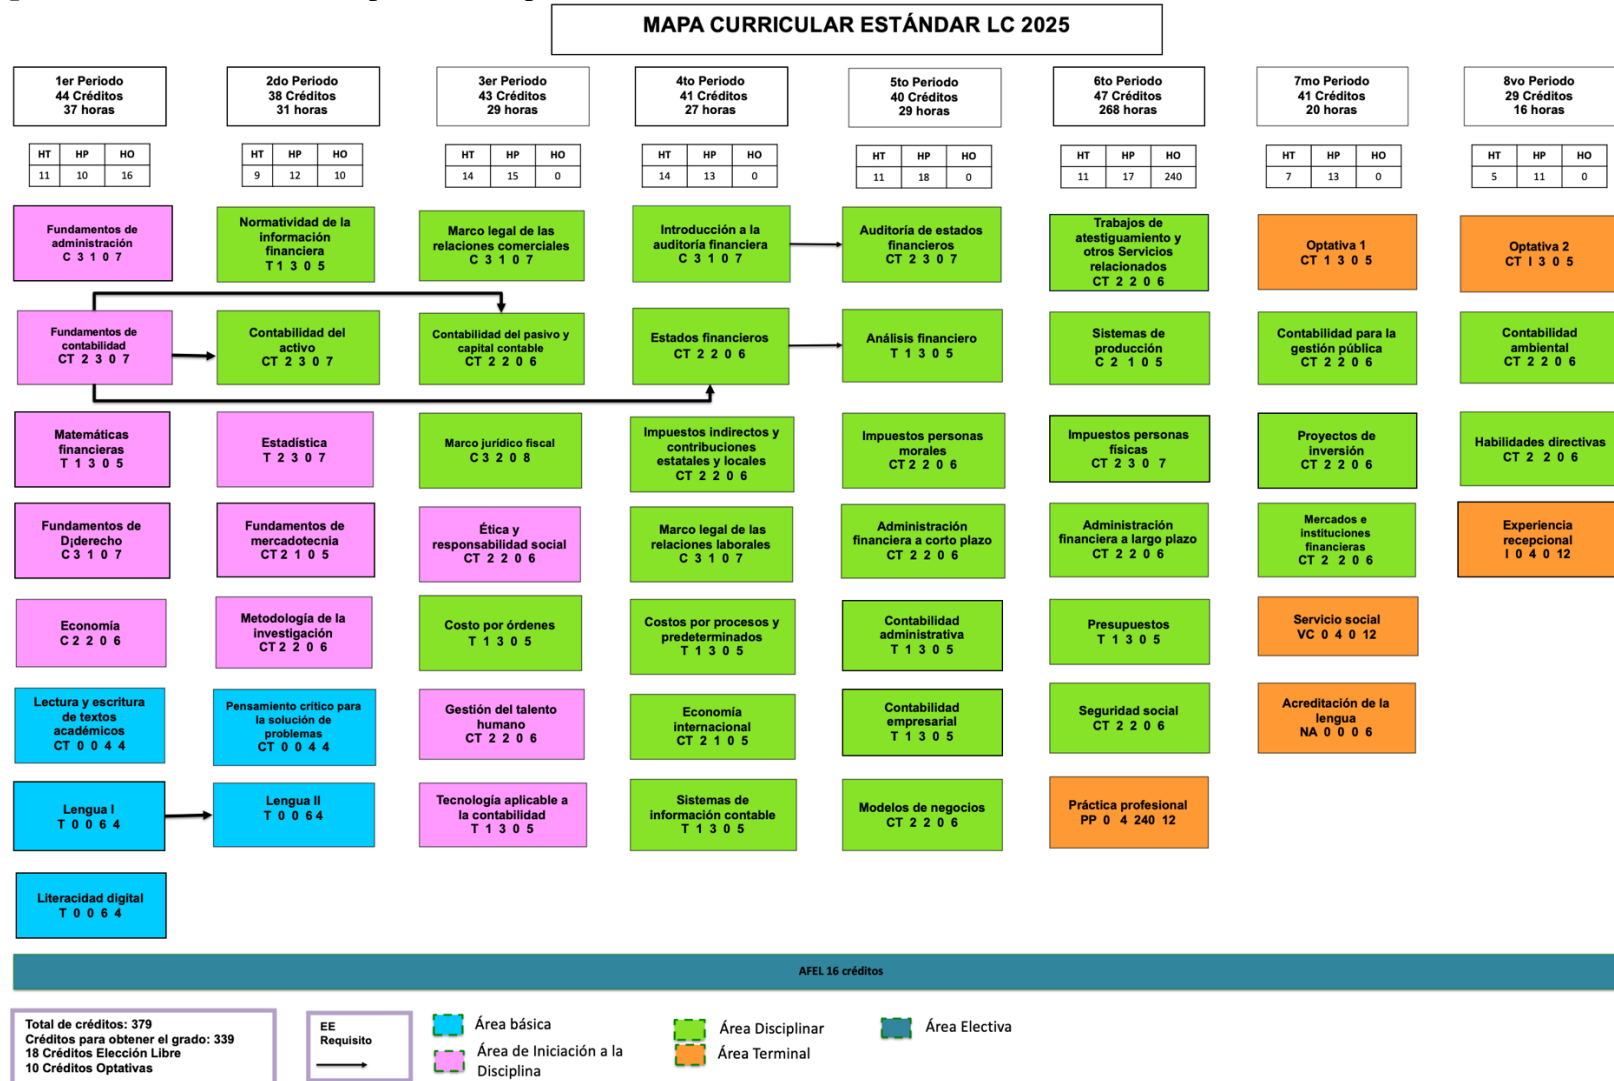 MAPA CURRICULAR ESTÁNDAR LC 2025
1er Periodo
44 Créditos
37 horas
2do Periodo
38 Créditos
31 horas
3er Periodo
43 Créditos
29 horas
4to Periodo
41 Créditos
27 horas
5to Periodo
40 Créditos
29 horas
6to Periodo
47 Créditos
268 horas
7mo Periodo
41 Créditos
20 horas
8vo Periodo
29 Créditos
16 horas
HT HP HO
11 10 16
HT HP HO
9 12 10
HT HP HO
14 15 0
HT HP HO
14 13 0
HT HP HO
11 18 0
HT HP HO
11 17 240
HT HP HO
7 13 0
HT HP HO
5 11 0
Fundamentos de
administración
C 3 1 0 7
Normatividad de la
información
financiera
T 1 3 0 5
Marco legal de las
relaciones comerciales
C 3 1 0 7
Introducción a la
auditoría financiera
C 3 1 0 7
Auditoría de estados
financieros
CT 2 3 0 7
Trabajos de
atestiguamiento y
otros Servicios
relacionados
CT 2 2 0 6
Optativa 1
CT 1 3 0 5
Optativa 2
CT I 3 0 5
Fundamentos de
contabilidad
CT 2 3 0 7
Contabilidad del
activo
CT 2 3 0 7
Contabilidad del pasivo y
capital contable
CT 2 2 0 6
Estados financieros
CT 2 2 0 6
Análisis financiero
T 1 3 0 5
Sistemas de
producción
C 2 1 0 5
Contabilidad para la
gestión pública
CT 2 2 0 6
Contabilidad
ambiental
CT 2 2 0 6
Matemáticas
financieras
T 1 3 0 5
Estadística
T 2 3 0 7
Marco jurídico fiscal
C 3 2 0 8
Impuestos indirectos y
contribuciones
estatales y locales
CT 2 2 0 6
Impuestos personas
morales
CT 2 2 0 6
Impuestos personas
físicas
CT 2 3 0 7
Proyectos de
inversión
CT 2 2 0 6
Habilidades directivas
CT 2 2 0 6
Fundamentos de
D¡derecho
C 3 1 0 7
Fundamentos de
mercadotecnia
CT 2 1 0 5
Ética y
responsabilidad social
CT 2 2 0 6
Marco legal de las
relaciones laborales
C 3 1 0 7
Administración
financiera a corto plazo
CT 2 2 0 6
Administración
financiera a largo plazo
CT 2 2 0 6
Mercados e
instituciones
financieras
CT 2 2 0 6
Experiencia
recepcional
I 0 4 0 12
Economía
C 2 2 0 6
Metodología de la
investigación
CT 2 2 0 6
Costo por órdenes
T 1 3 0 5
Costos por procesos y
predeterminados
T 1 3 0 5
Contabilidad
administrativa
T 1 3 0 5
Presupuestos
T 1 3 0 5
Servicio social
VC 0 4 0 12
Lectura y escritura
de textos
académicos
CT 0 0 4 4
Pensamiento crítico para
la solución de
problemas
CT 0 0 4 4
Gestión del talento
humano
CT 2 2 0 6
Economía
internacional
CT 2 1 0 5
Contabilidad
empresarial
T 1 3 0 5
Seguridad social
CT 2 2 0 6
Acreditación de la
lengua
NA 0 0 0 6
Lengua I
T 0 0 6 4
Lengua II
T 0 0 6 4
Tecnología aplicable a
la contabilidad
T 1 3 0 5
Sistemas de
información contable
T 1 3 0 5
Modelos de negocios
CT 2 2 0 6
Práctica profesional
PP 0 4 240 12
Literacidad digital
T 0 0 6 4
AFEL 16 créditos
Total de créditos: 379
Créditos para obtener el grado: 339
18 Créditos Elección Libre
10 Créditos Optativas
EE
Requisito
Área básica
Área de Iniciación a la
Disciplina
Área Disciplinar
Área Terminal
Área Electiva